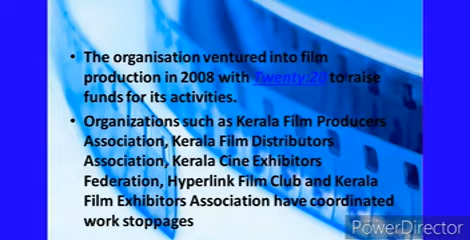 • The organisation ventured into film
production in 2008 with Twenty:20 to raise
funds for its activities.
• Organizations such as Kerala Film Producers
Association, Kerala Film Distributors
Association, Kerala Cine Exhibitors
Federation, Hyperlink Film Club and Kerala
Film Exhibitors Association have coordinated
work stoppages
PowerDirector